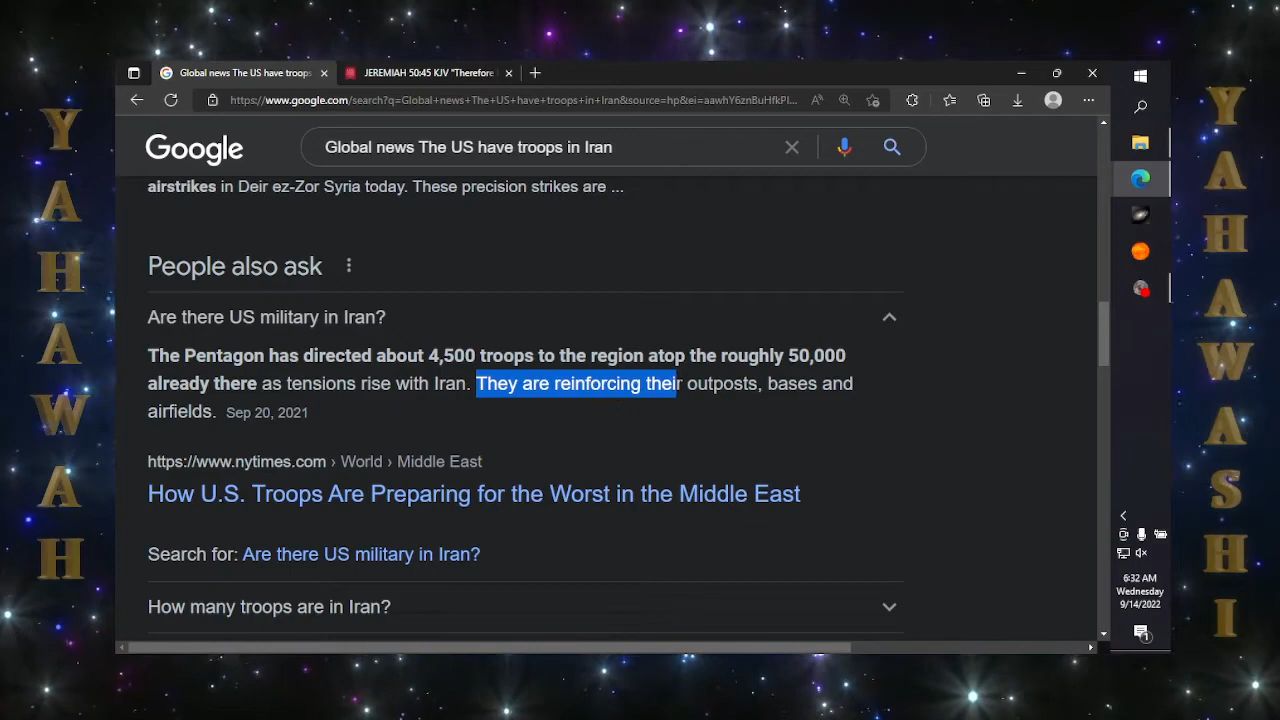 YAHAWAH
Global news The US have troops
JEREMIAH 50:45 KJV "Therefore
https://www.google.com/search?q=Global+news+The+US+have+troops+in+Iran&source=hp&ei=aawhY6znBuHfkPI...
Google
Global news The US have troops in Iran
airstrikes in Deir ez-Zor Syria today. These precision strikes are ...
People also ask
Are there US military in Iran?
The Pentagon has directed about 4,500 troops to the region atop the roughly 50,000
already there as tensions rise with Iran. They are reinforcing their outposts, bases and
airfields. Sep 20, 2021
https://www.nytimes.com › World › Middle East
How U.S. Troops Are Preparing for the Worst in the Middle East
Search for: Are there US military in Iran?
How many troops are in Iran?
6:32 AM
Wednesday
9/14/2022
1
YAHAWASHI